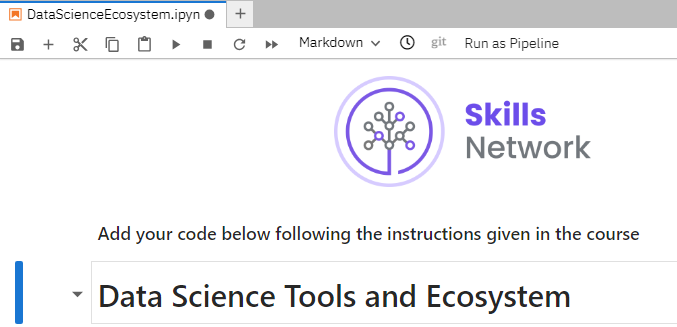 DataScienceEcosystem.ipyn
Markdown git Run as Pipeline
Skills
Network
Add your code below following the instructions given in the course
Data Science Tools and Ecosystem